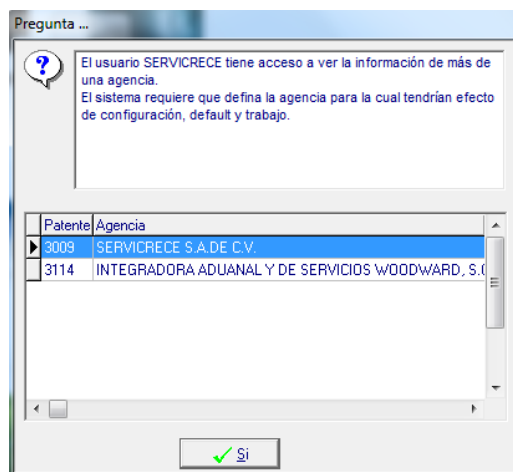 Pregunta ...
El usuario SERVICRECE tiene acceso a ver la información de más de
una agencia.
El sistema requiere que defina la agencia para la cual tendrían efecto
de configuración, default y trabajo.
Patente Agencia
3009 SERVICRECE S.A.DE C.V.
3114 INTEGRADORA ADUANAL Y DE SERVICIOS WOODWARD, S.
Si